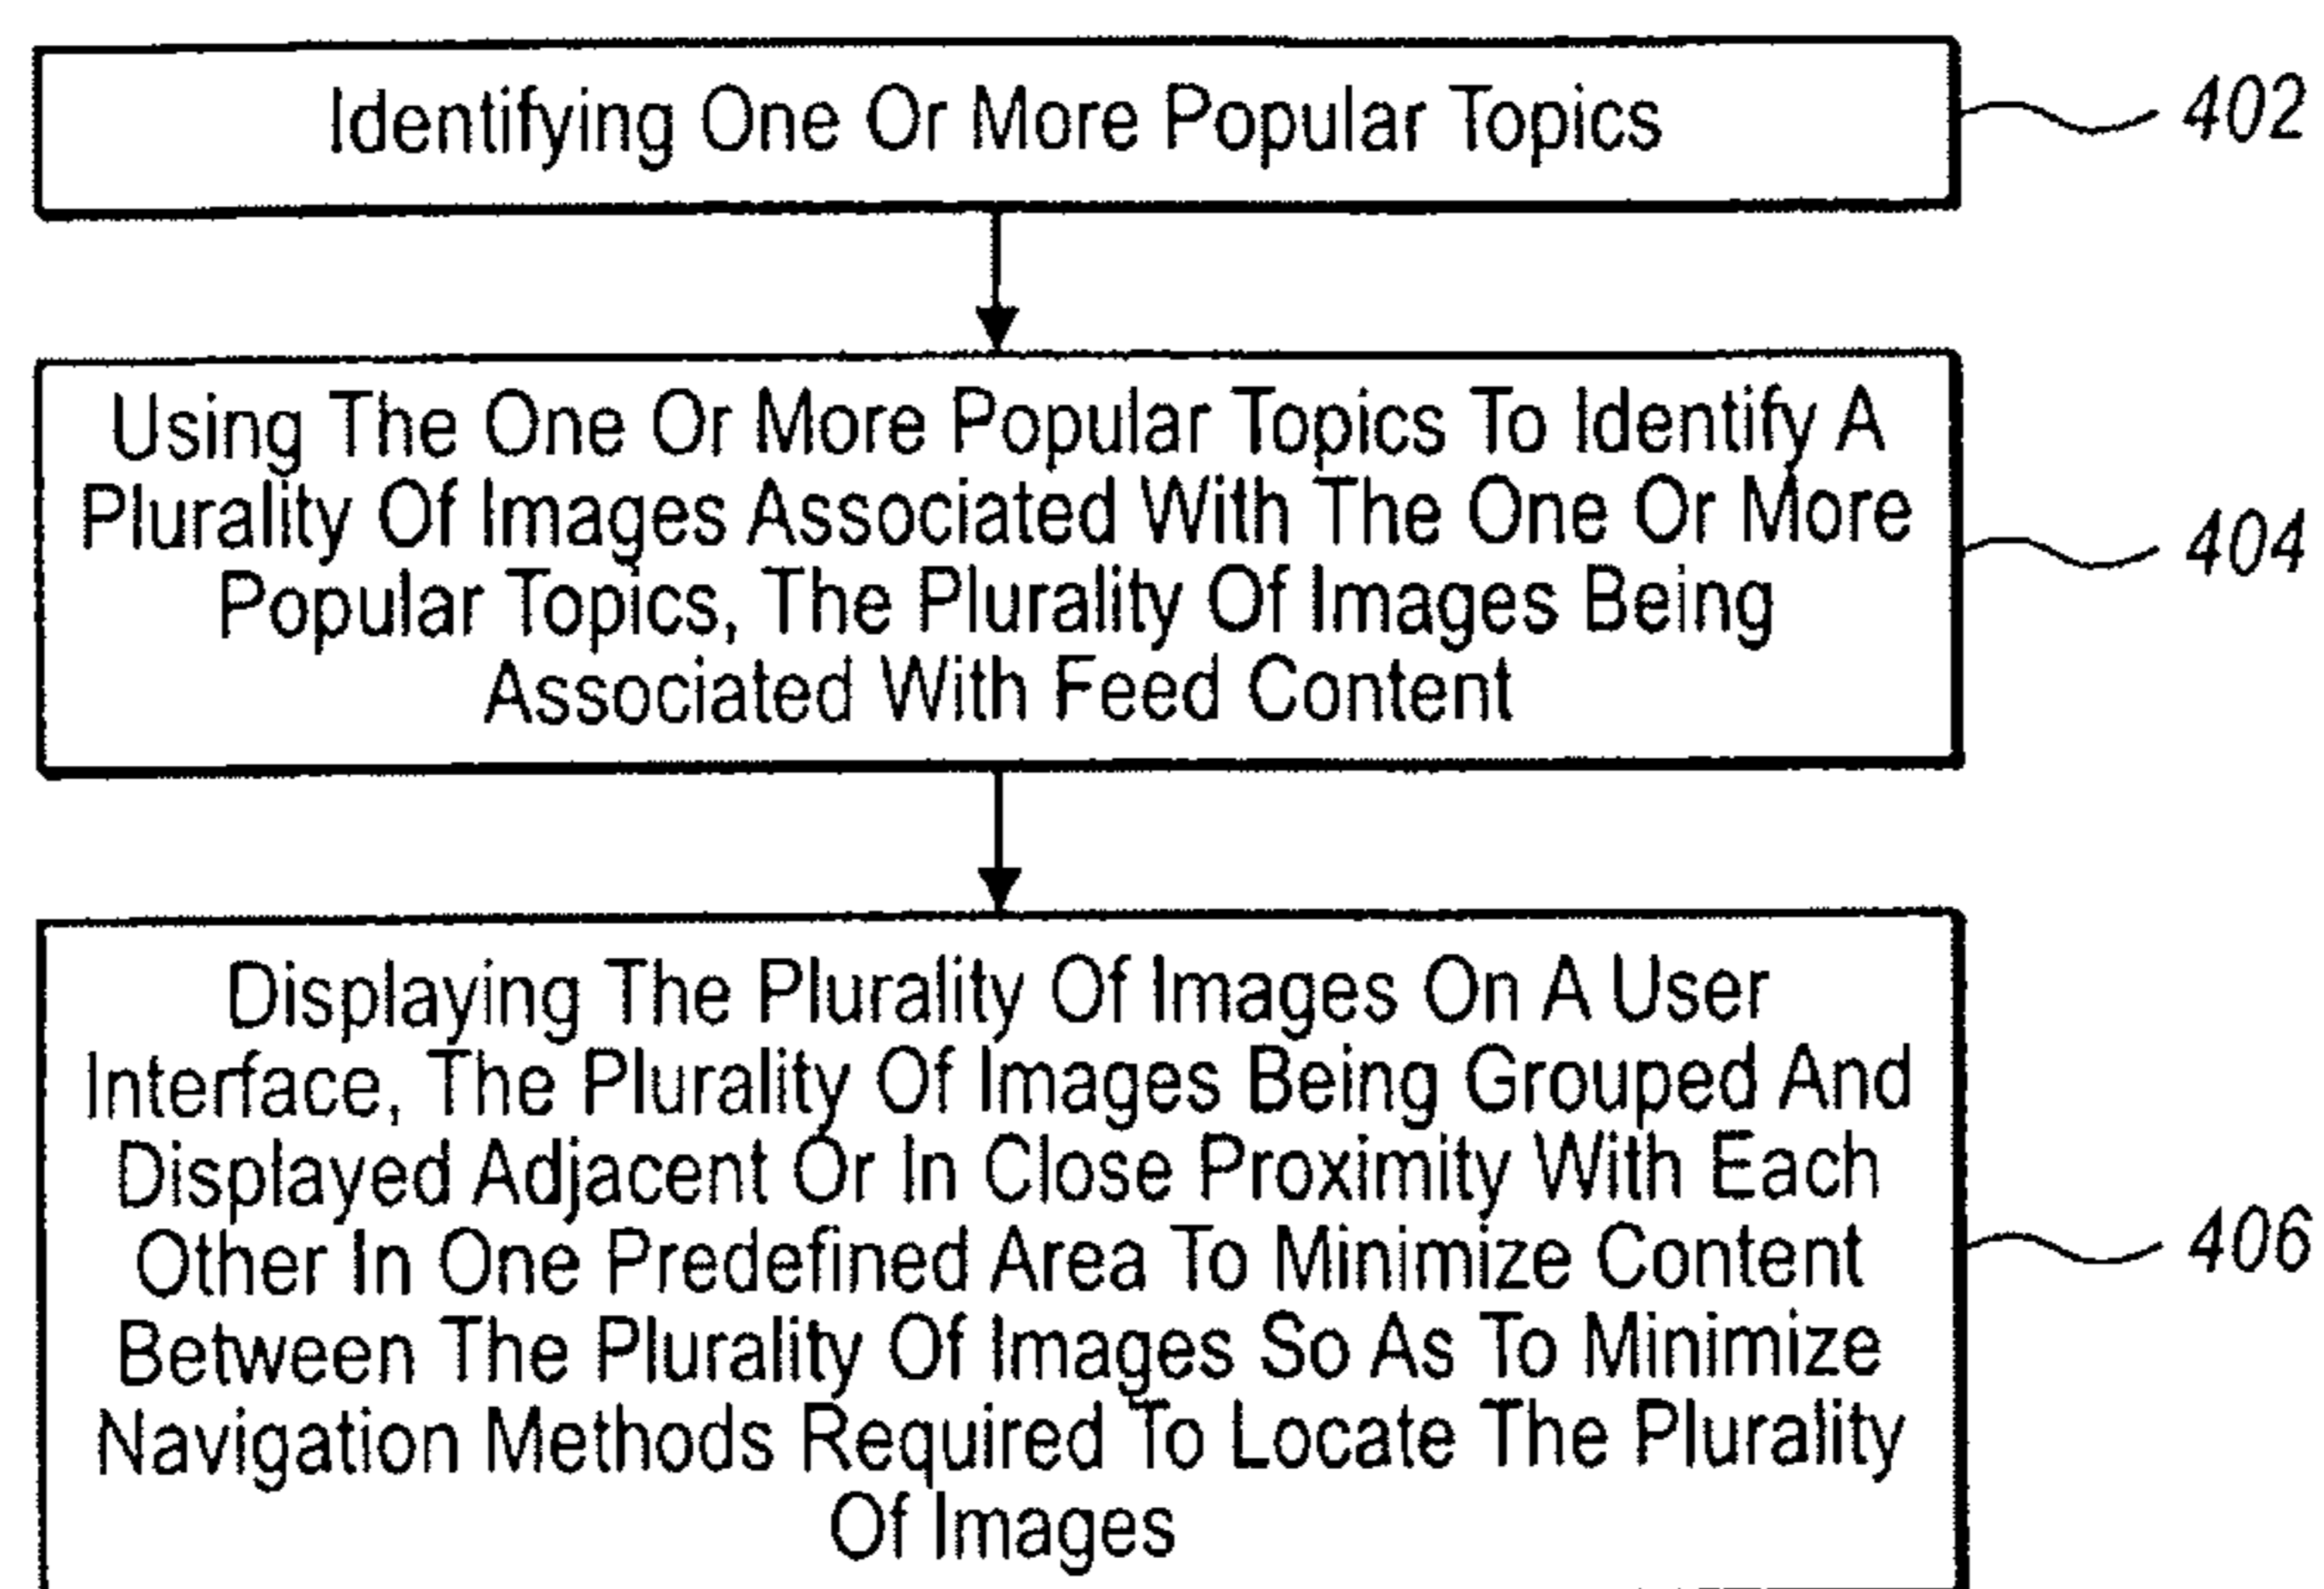 Identifying One Or More Popular Topics
402
Using The One Or More Popular Topics To Identify A
Plurality Of Images Associated With The One Or More
Popular Topics, The Plurality Of Images Being
Associated With Feed Content
404
Displaying The Plurality Of Images On A User
Interface, The Plurality Of Images Being Grouped And
Displayed Adjacent Or In Close Proximity With Each
Other In One Predefined Area To Minimize Content
Between The Plurality Of Images So As To Minimize
Navigation Methods Required To Locate The Plurality
Of Images
406